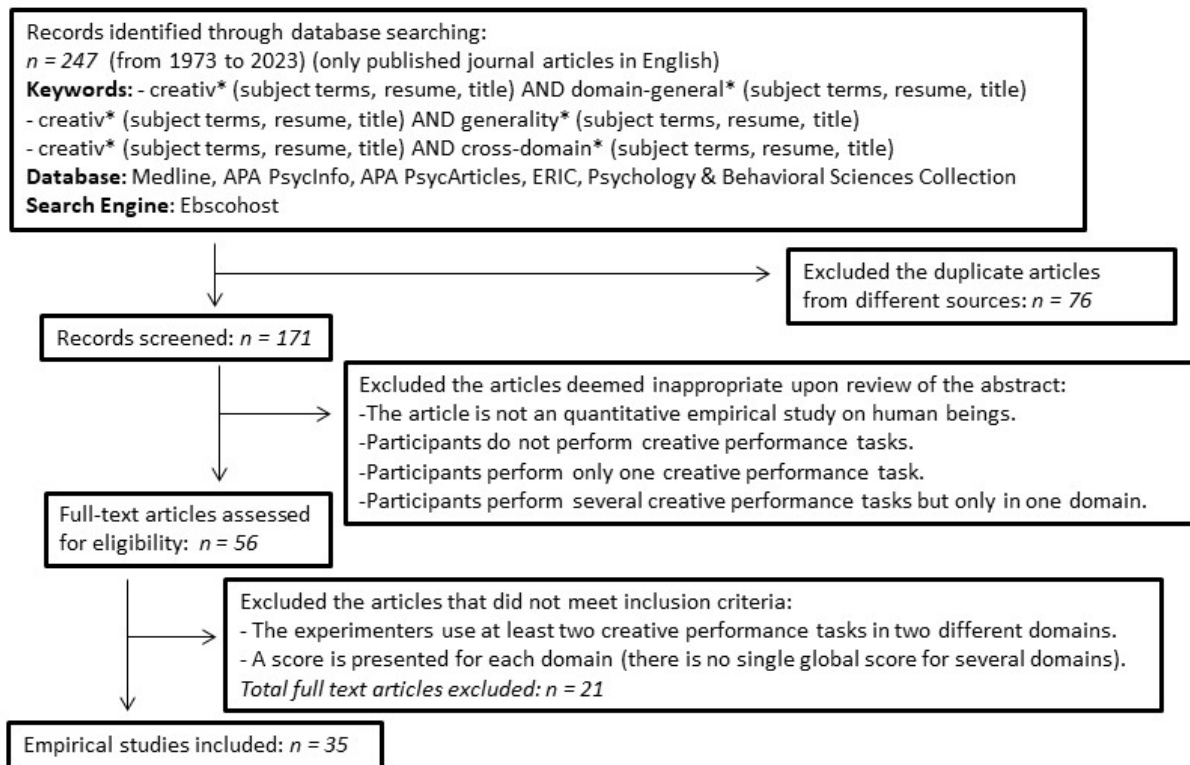 Records identified through database searching:
n = 247 (from 1973 to 2023) (only published journal articles in English)
Keywords: - creativ* (subject terms, resume, title) AND domain-general* (subject terms, resume, title)
- creativ* (subject terms, resume, title) AND generality* (subject terms, resume, title)
- creativ* (subject terms, resume, title) AND cross-domain* (subject terms, resume, title)
Database: Medline, APA PsycInfo, APA PsycArticles, ERIC, Psychology & Behavioral Sciences Collection
Search Engine: Ebscohost
Excluded the duplicate articles
from different sources: n = 76
Records screened: n = 171
Excluded the articles deemed inappropriate upon review of the abstract:
-The article is not an quantitative empirical study on human beings.
-Participants do not perform creative performance tasks.
-Participants perform only one creative performance task.
-Participants perform several creative performance tasks but only in one domain.
Full-text articles assessed
for eligibility: n = 56
Excluded the articles that did not meet inclusion criteria:
- The experimenters use at least two creative performance tasks in two different domains.
- A score is presented for each domain (there is no single global score for several domains).
Total full text articles excluded: n = 21
Empirical studies included: n = 35